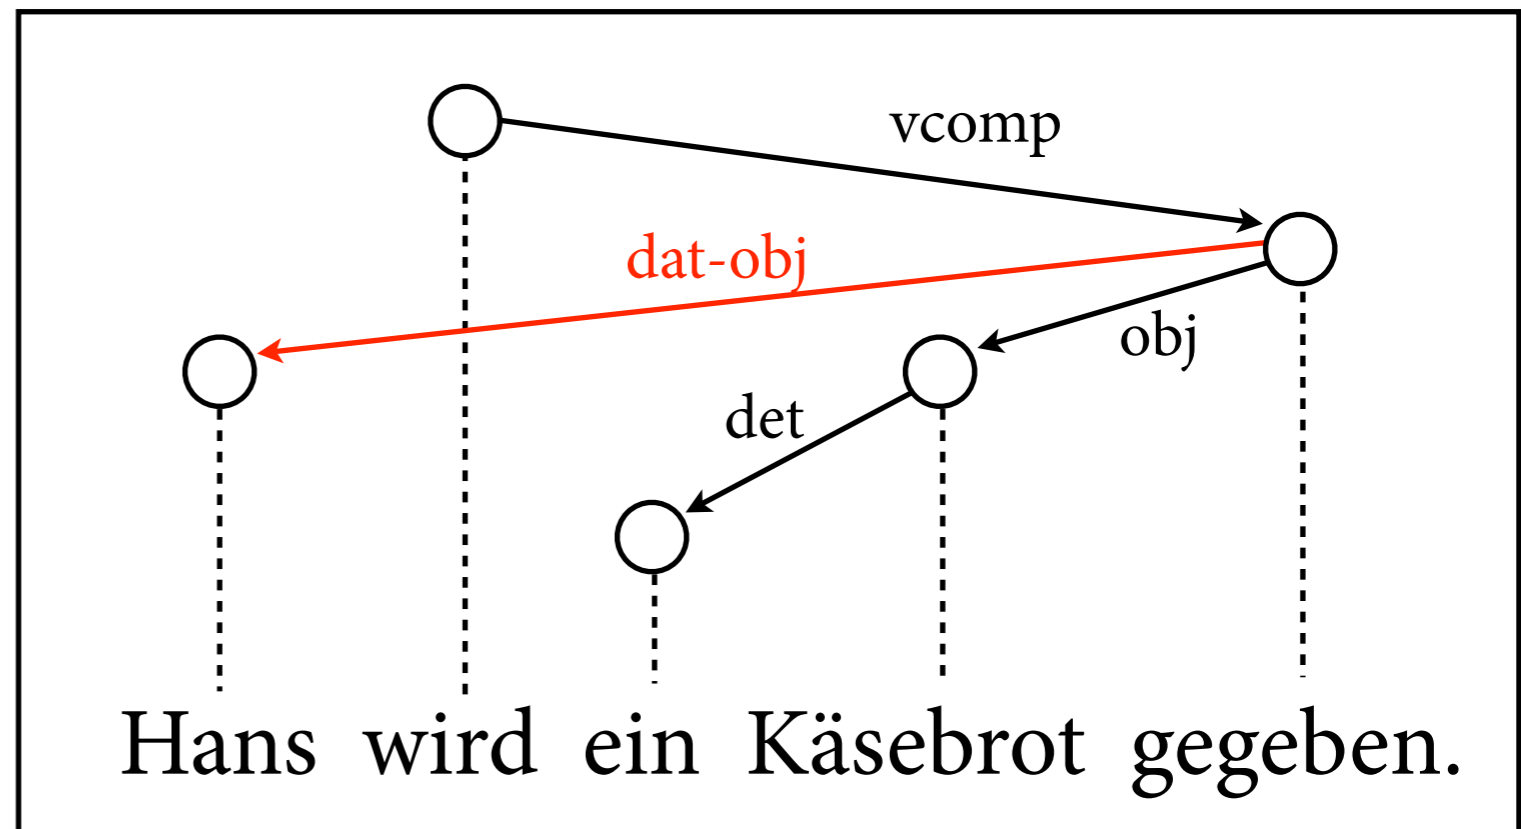 vcomp
dat-obj
obj
det
Hans wird ein Käsebrot gegeben.